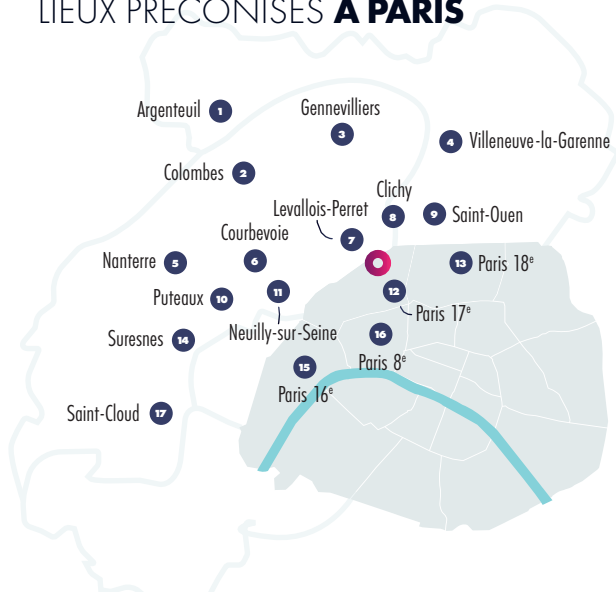 LIEUX PRÉCONISÉS À PARIS
Argenteuil 1
Gennevilliers
3
4 Villeneuve-la-Garenne
Colombes 2
Clichy
8
9 Saint-Ouen
Levallois-Perret
7
Courbevoie
6
Nanterre 5
13 Paris 18e
Puteaux 10
11
Neuilly-sur-Seine
12
Paris 17e
Suresnes 14
16
Paris 8e
15
Paris 16e
Saint-Cloud 17